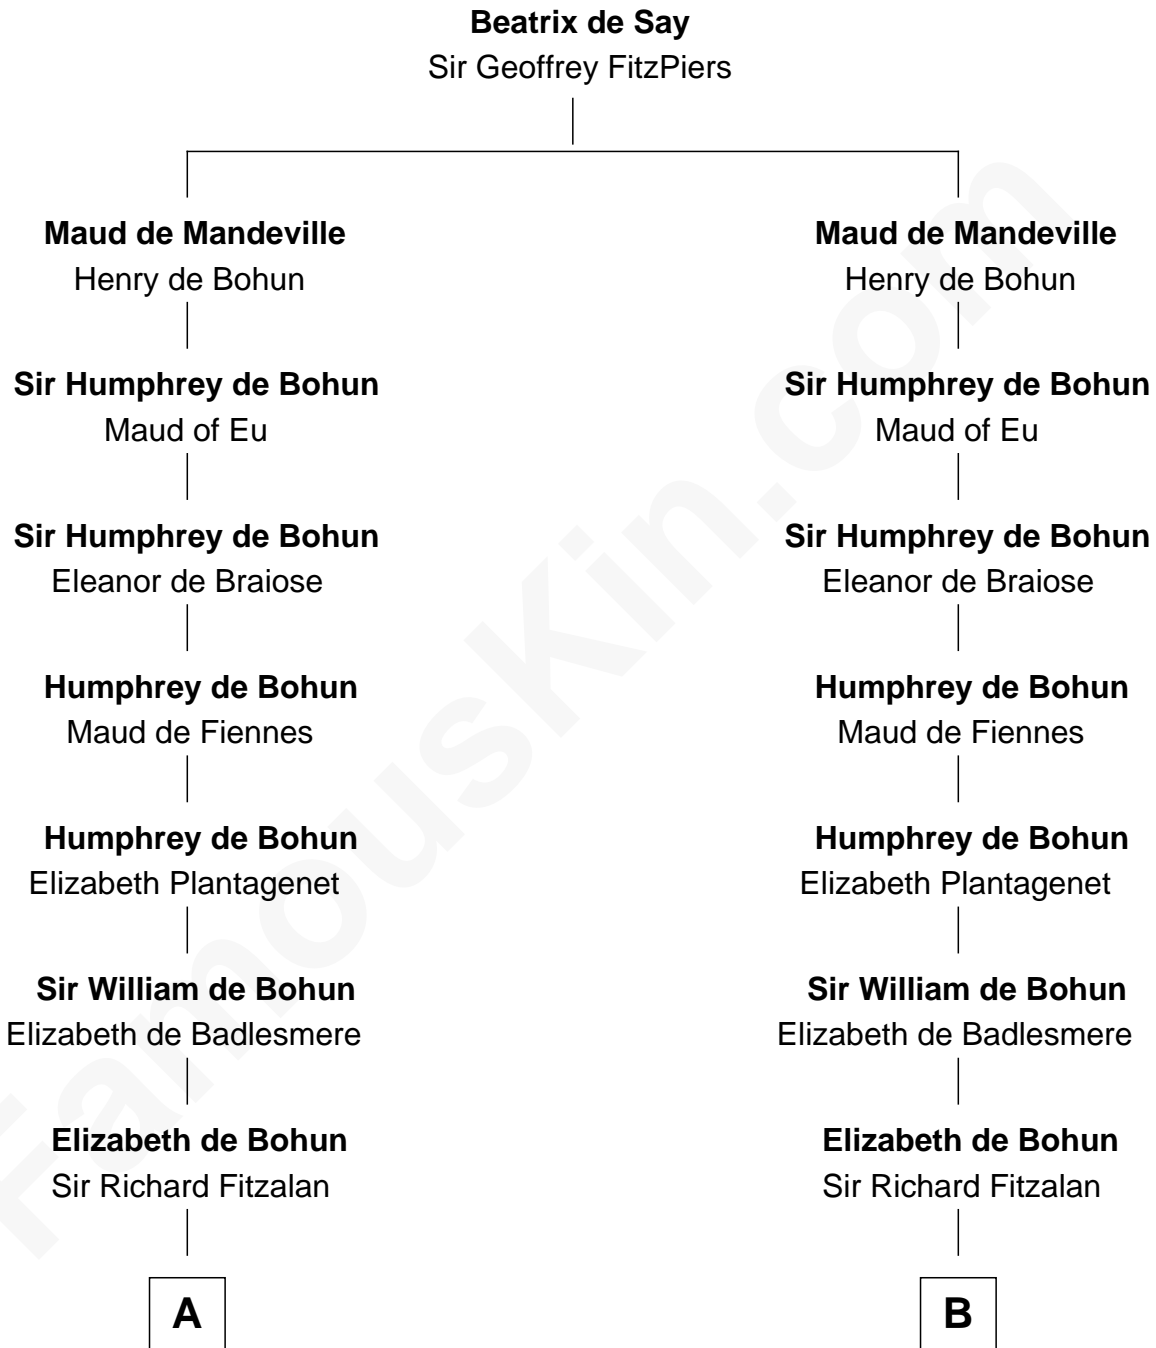 Beatrix de Say
Sir Geoffrey FitzPiers
Maud de Mandeville
Henry de Bohun
Sir Humphrey de Bohun
Maud of Eu
Sir Humphrey de Bohun
Eleanor de Braiose
Humphrey de Bohun
Maud de Fiennes
Humphrey de Bohun
Elizabeth Plantagenet
Sir William de Bohun
Elizabeth de Badlesmere
Elizabeth de Bohun
Sir Richard Fitzalan
A
Maud de Mandeville
Henry de Bohun
Sir Humphrey de Bohun
Maud of Eu
Sir Humphrey de Bohun
Eleanor de Braiose
Humphrey de Bohun
Maud de Fiennes
Humphrey de Bohun
Elizabeth Plantagenet
Sir William de Bohun
Elizabeth de Badlesmere
Elizabeth de Bohun
Sir Richard Fitzalan
B
FamousKin.com